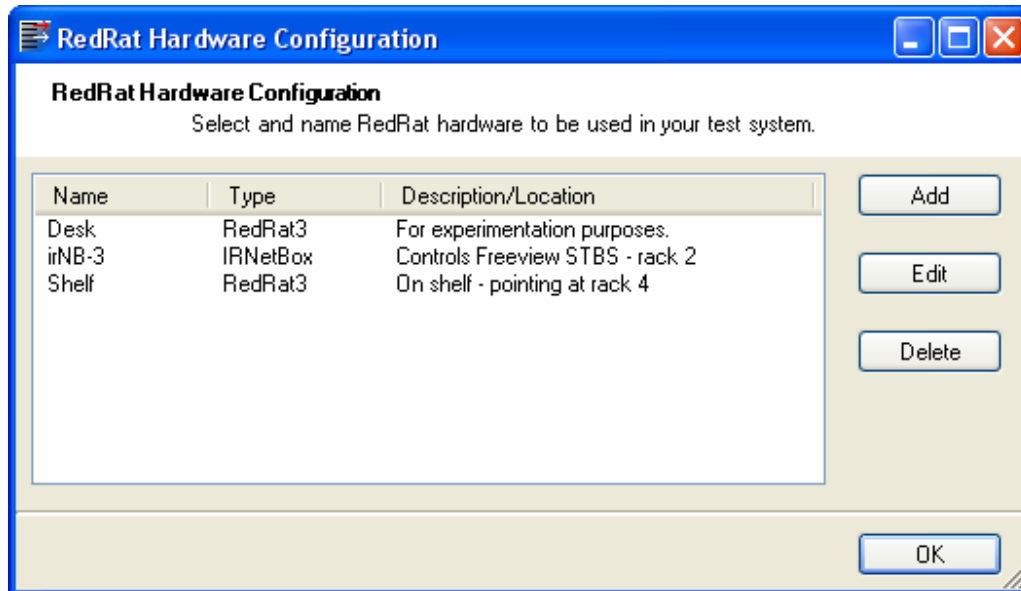 RedRat Hardware Configuration
RedRat Hardware Configuration
Select and name RedRat hardware to be used in your test system.
Name Type Description/Location
Desk RedRat3 For experimentation purposes.
irNB-3 IRNetBox Controls Freeview STBS - rack 2
Shelf RedRat3 On shelf - pointing at rack 4
Add
Edit
Delete
OK